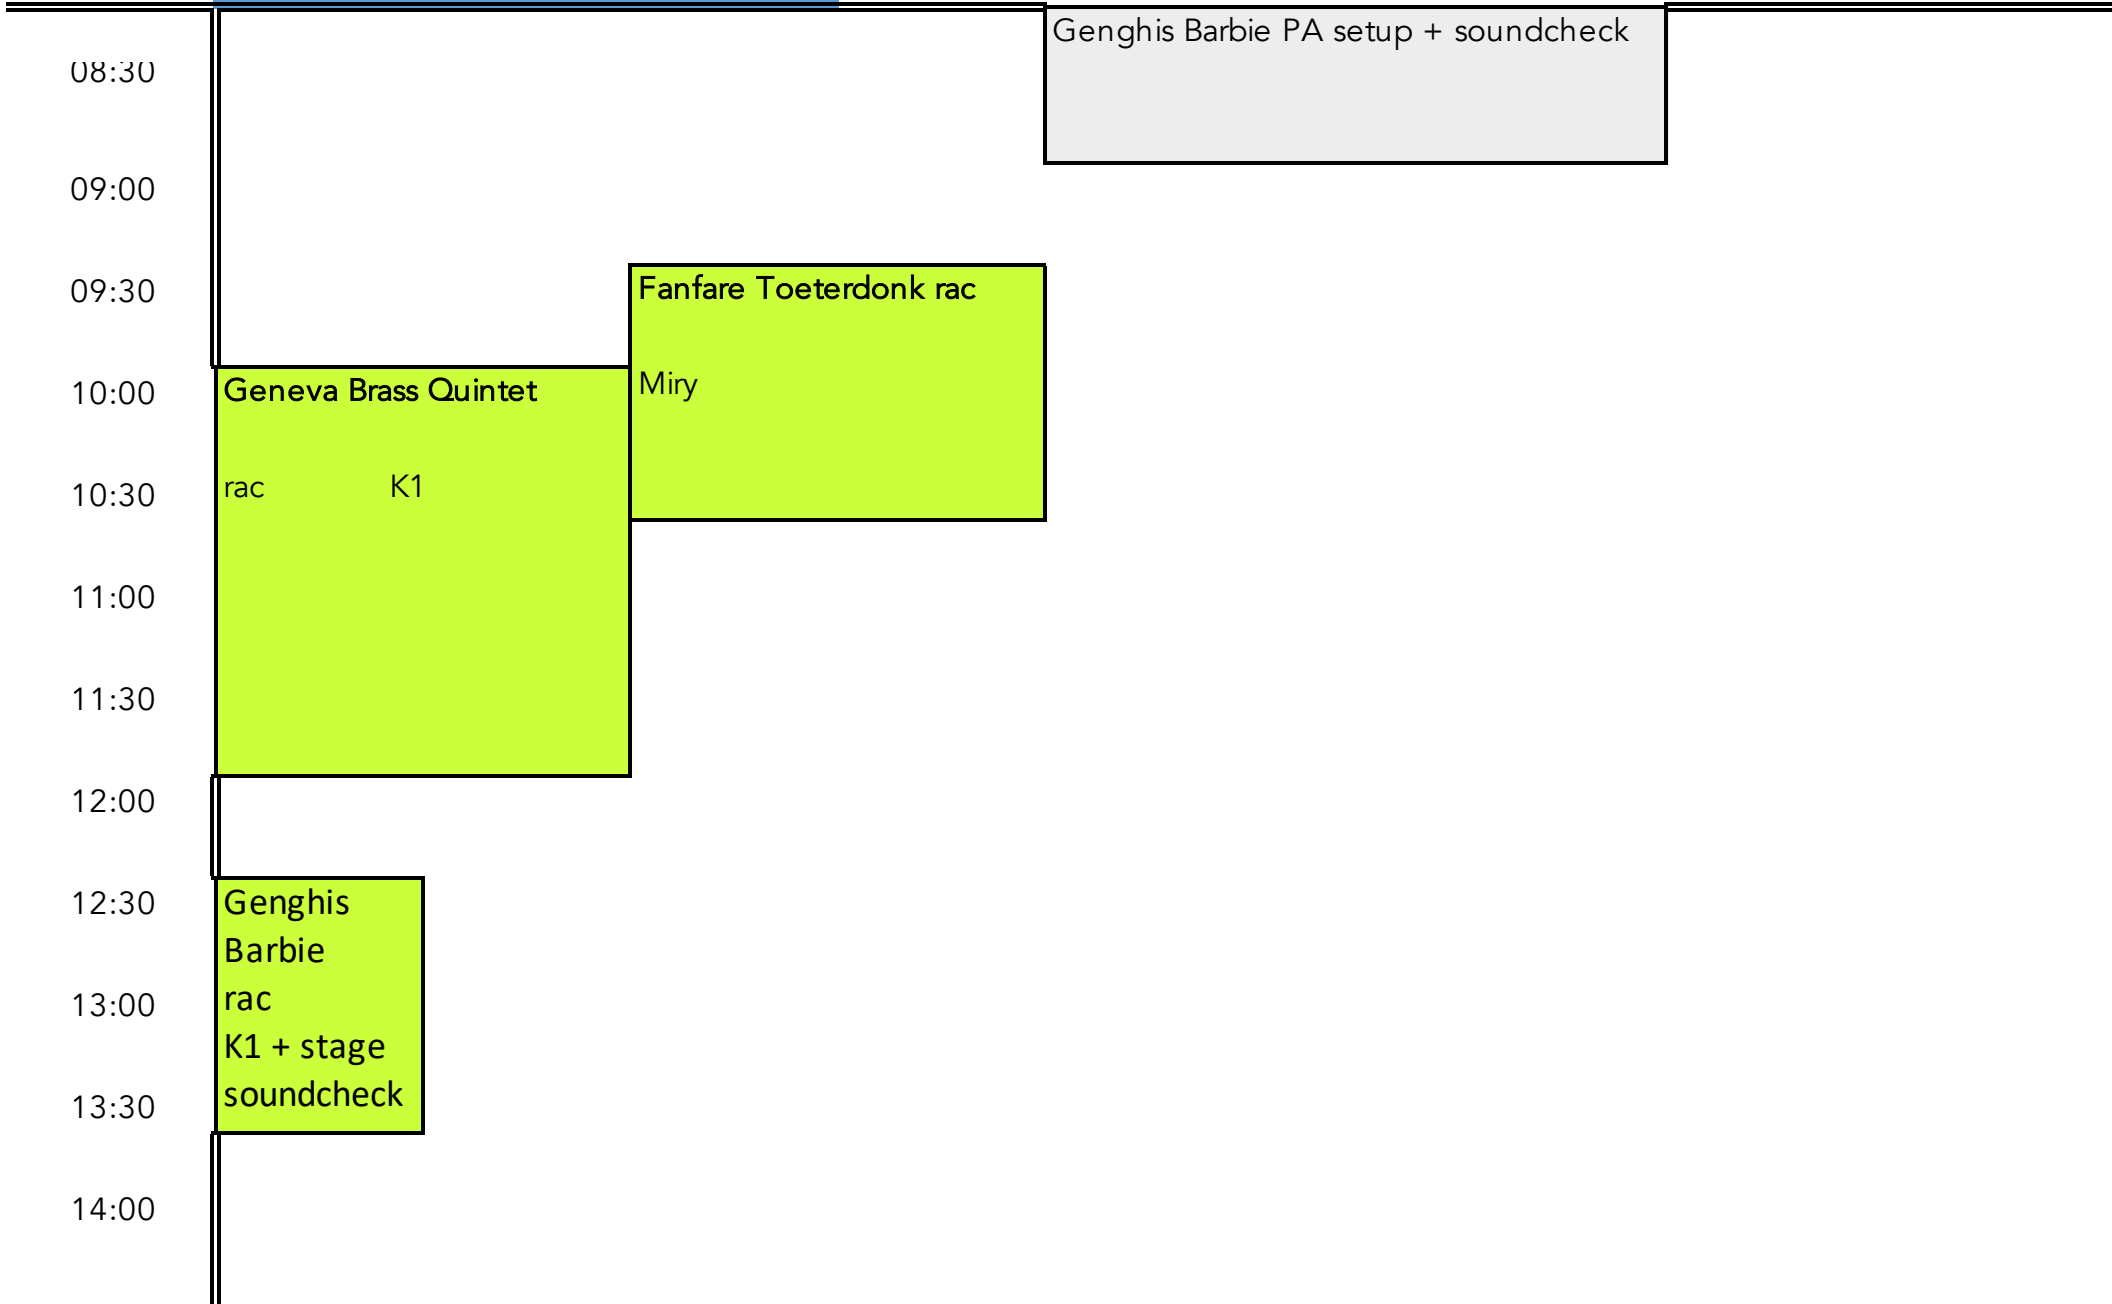 Genghis Barbie PA setup + soundcheck
08:30
09:00
09:30
Fanfare Toeterdonk rac
Miry
10:00
Geneva Brass Quintet
10:30
rac K1
11:00
11:30
12:00
12:30
Genghis
Barbie
13:00
rac
K1 + stage
soundcheck
13:30
14:00